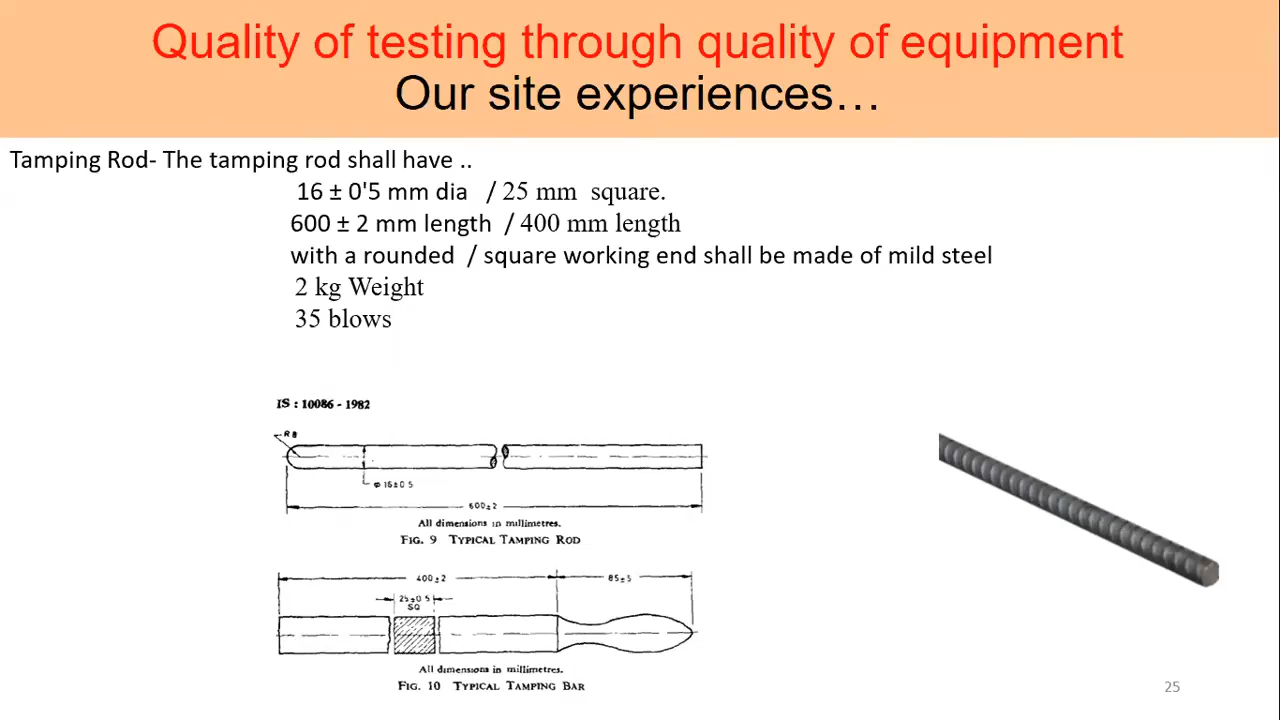 Quality of testing through quality of equipment
Our site experiences…
Tamping Rod- The tamping rod shall have ..
16 ± 0'5 mm dia / 25 mm square.
600 ± 2 mm length / 400 mm length
with a rounded / square working end shall be made of mild steel
2 kg Weight
35 blows
IS : 10086 - 1982
R8
φ 16±0.5
600±2
All dimensions in millimetres.
FIG. 9 TYPICAL TAMPING ROD
400±2
85±5
25±0.5
SQ
All dimensions in millimetres.
FIG. 10 TYPICAL TAMPING BAR
25